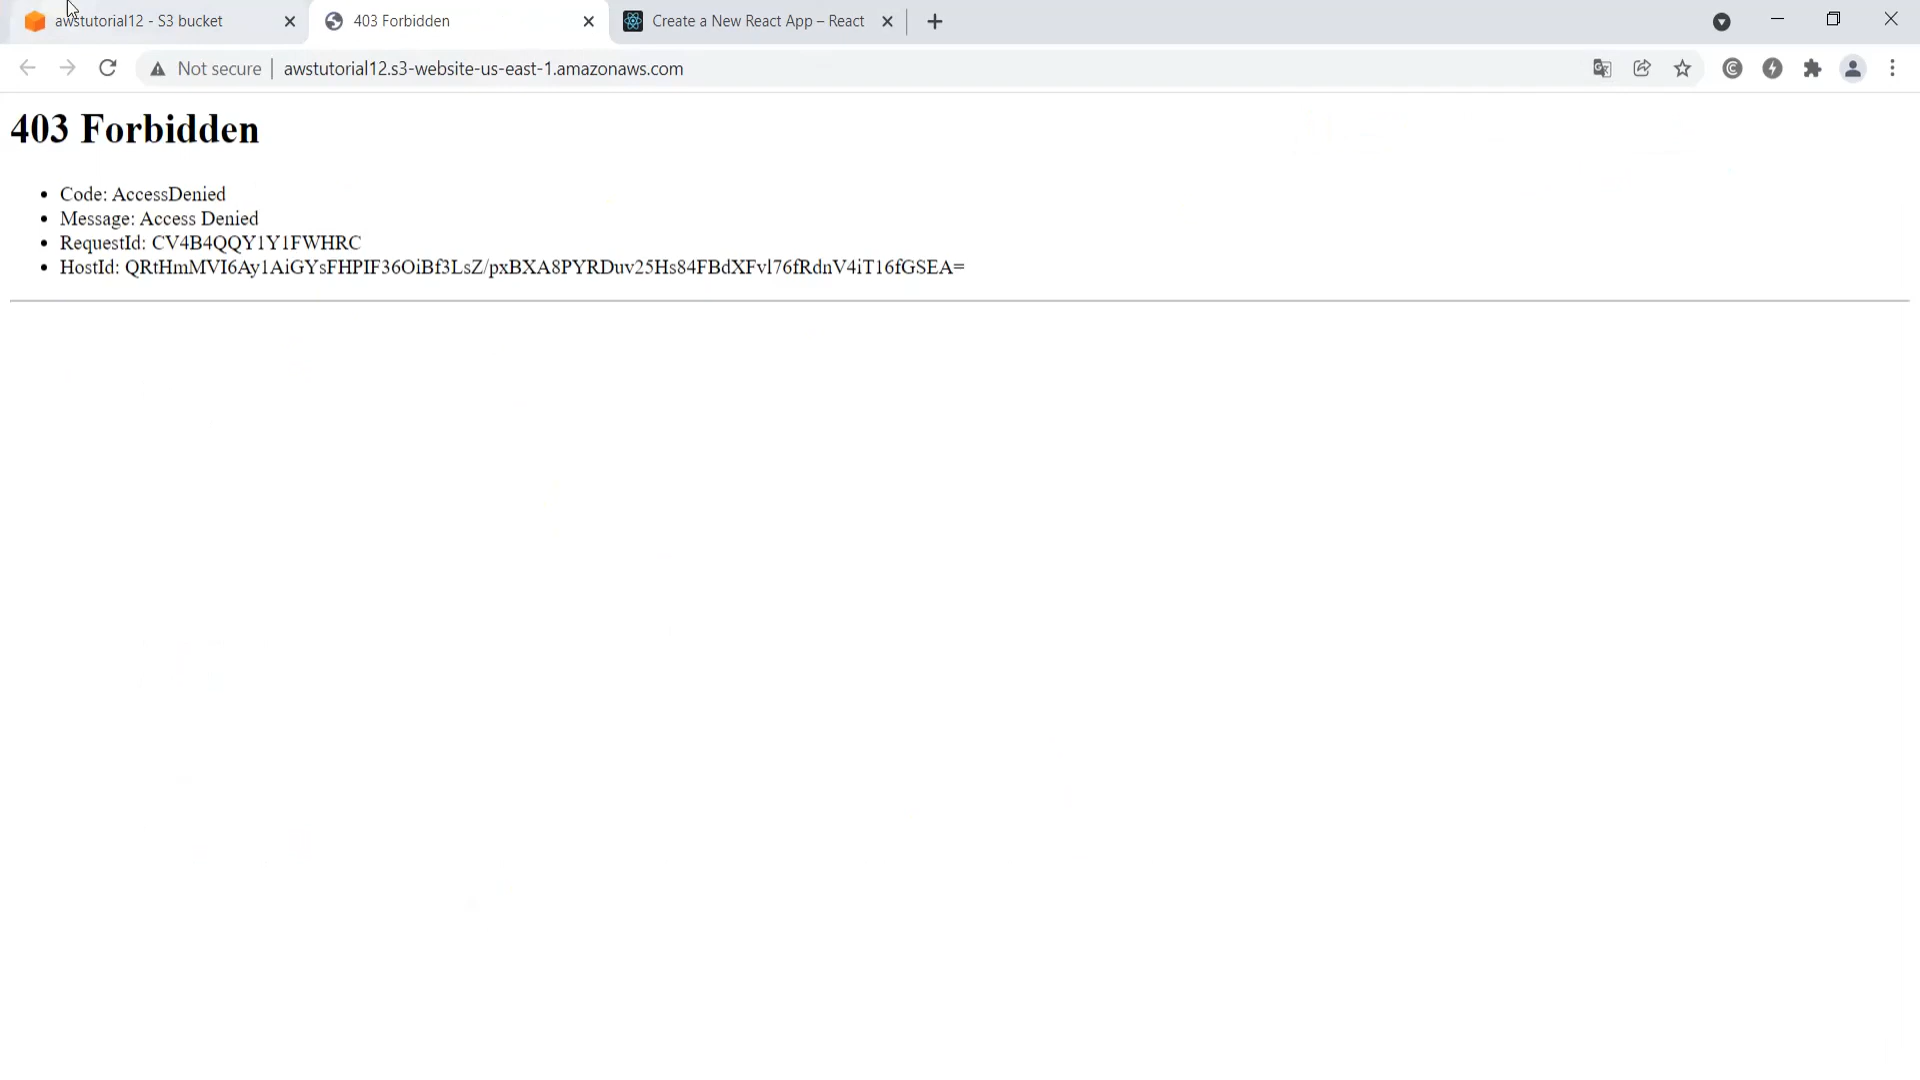 awstutorial12 - S3 bucket
403 Forbidden
Create a New React App – React
Not secure
awstutorial12.s3-website-us-east-1.amazonaws.com
403 Forbidden
Code: AccessDenied
Message: Access Denied
RequestId: CV4B4QQY1Y1FWHRC
HostId: QRtHmMVI6Ay1AiGYsFHPIF36OiBf3LsZ/pxBXA8PYRDuv25Hs84FBdXFvl76fRdnV4iT16fGSEA=